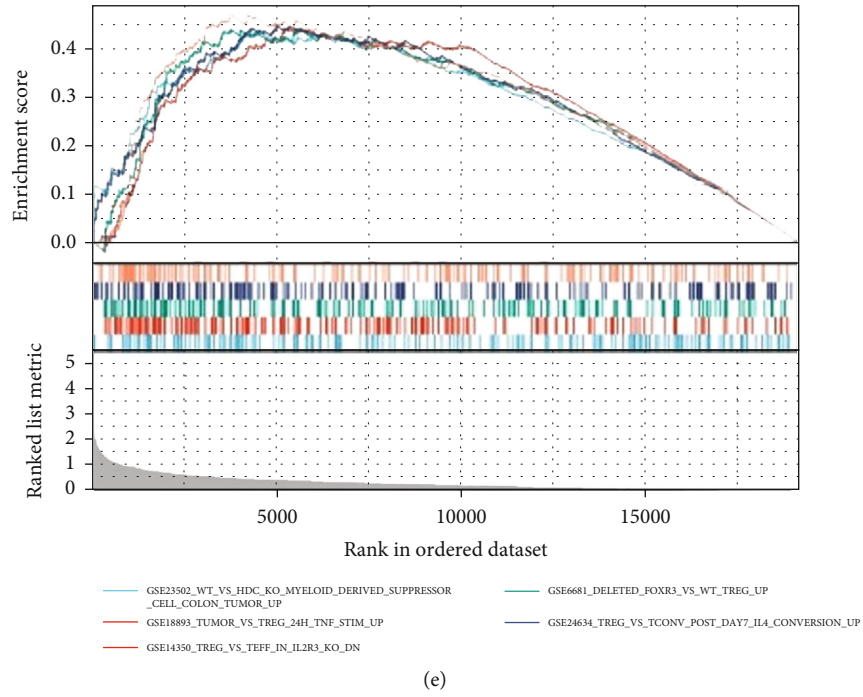 Enrichment score
0.4
0.3
0.2
0.1
0.0
Ranked list metric
5
4
3
2
1
0
5000 10000 15000
Rank in ordered dataset
GSE23502_WT_VS_HDC_KO_MYELOID_DERIVED_SUPPRESSOR
_CELL_COLON_TUMOR_UP
GSE18893_TUMOR_VS_TREG_24H_TNF_STIM_UP
GSE14350_TREG_VS_TEFF_IN_IL2R3_KO_DN
GSE6681_DELETED_FOXR3_VS_WT_TREG_UP
GSE24634_TREG_VS_TCONV_POST_DAY7_IL4_CONVERSION_UP
(e)